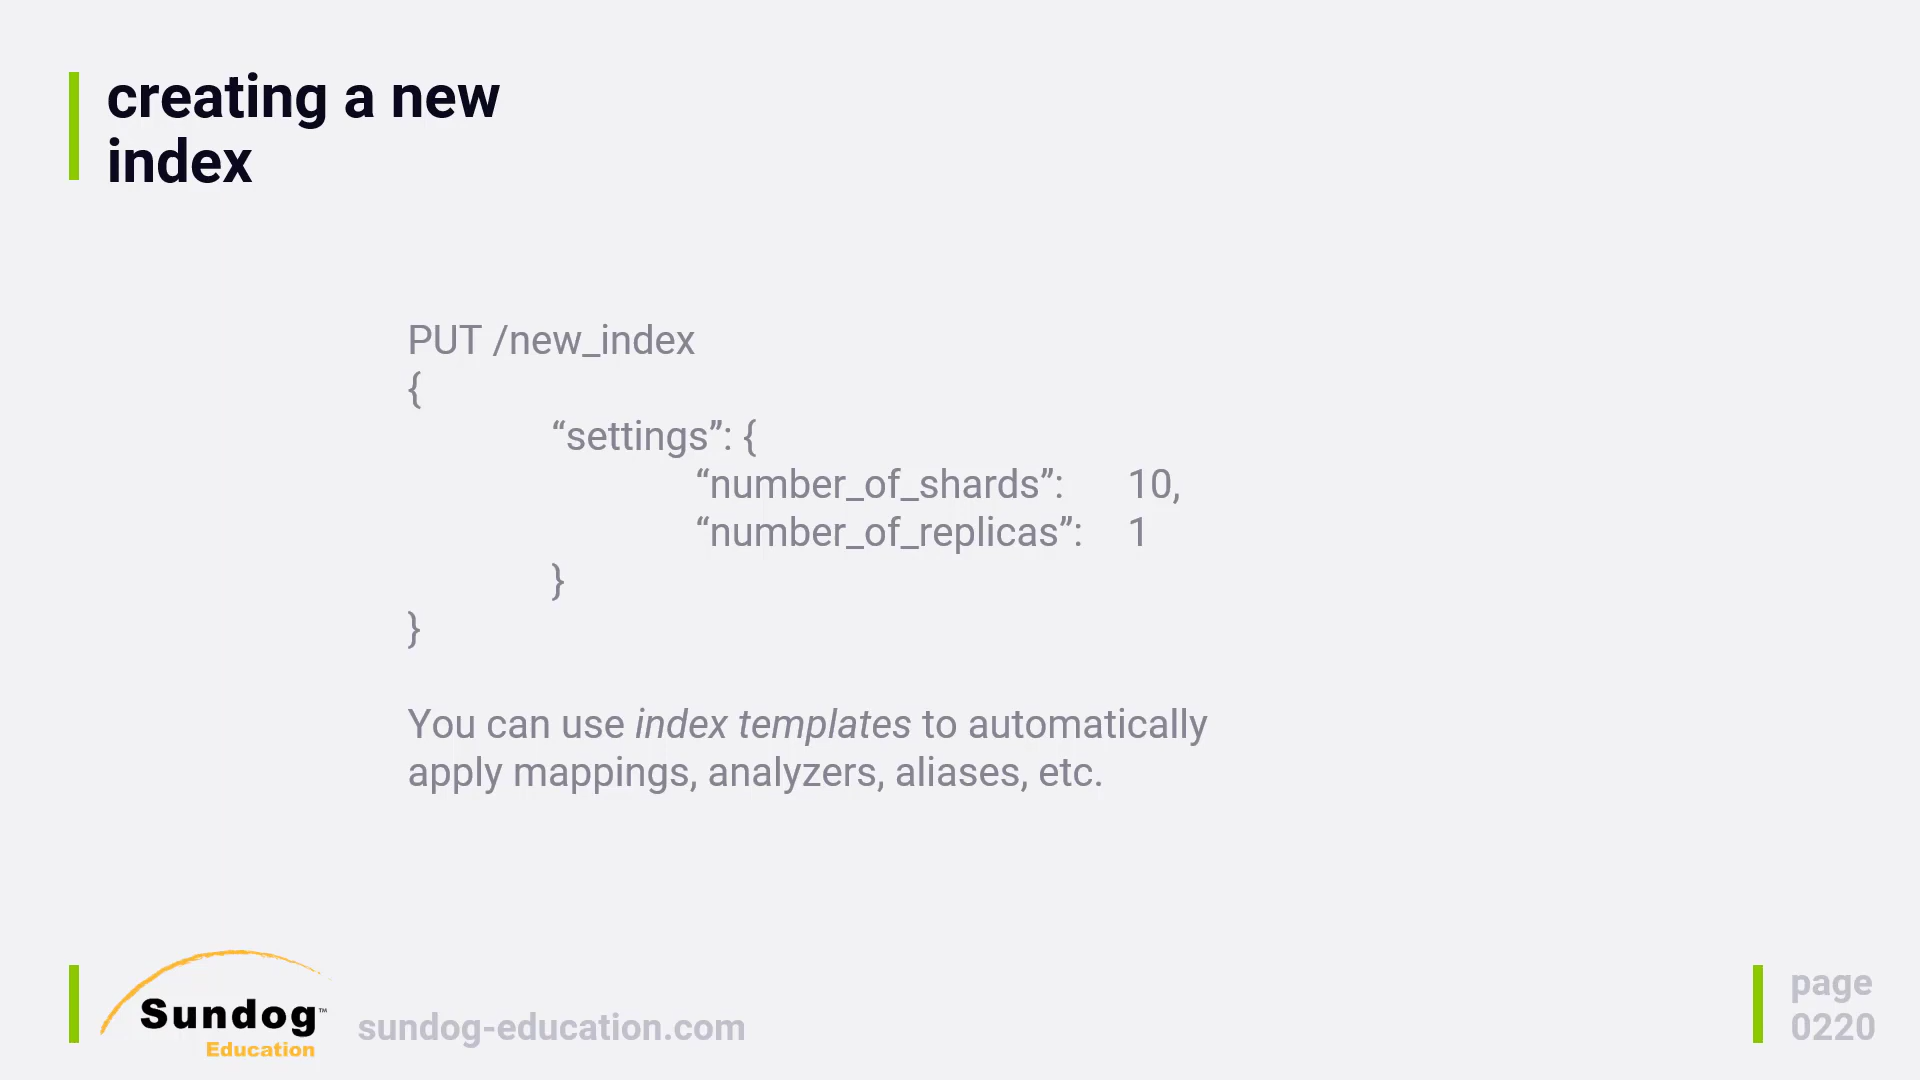 creating a new
index
PUT /new_index
{
“settings”: {
“number_of_shards”: 10,
“number_of_replicas”: 1
}
}
You can use index templates to automatically
apply mappings, analyzers, aliases, etc.
Sundog™
Education
sundog-education.com
page
0220